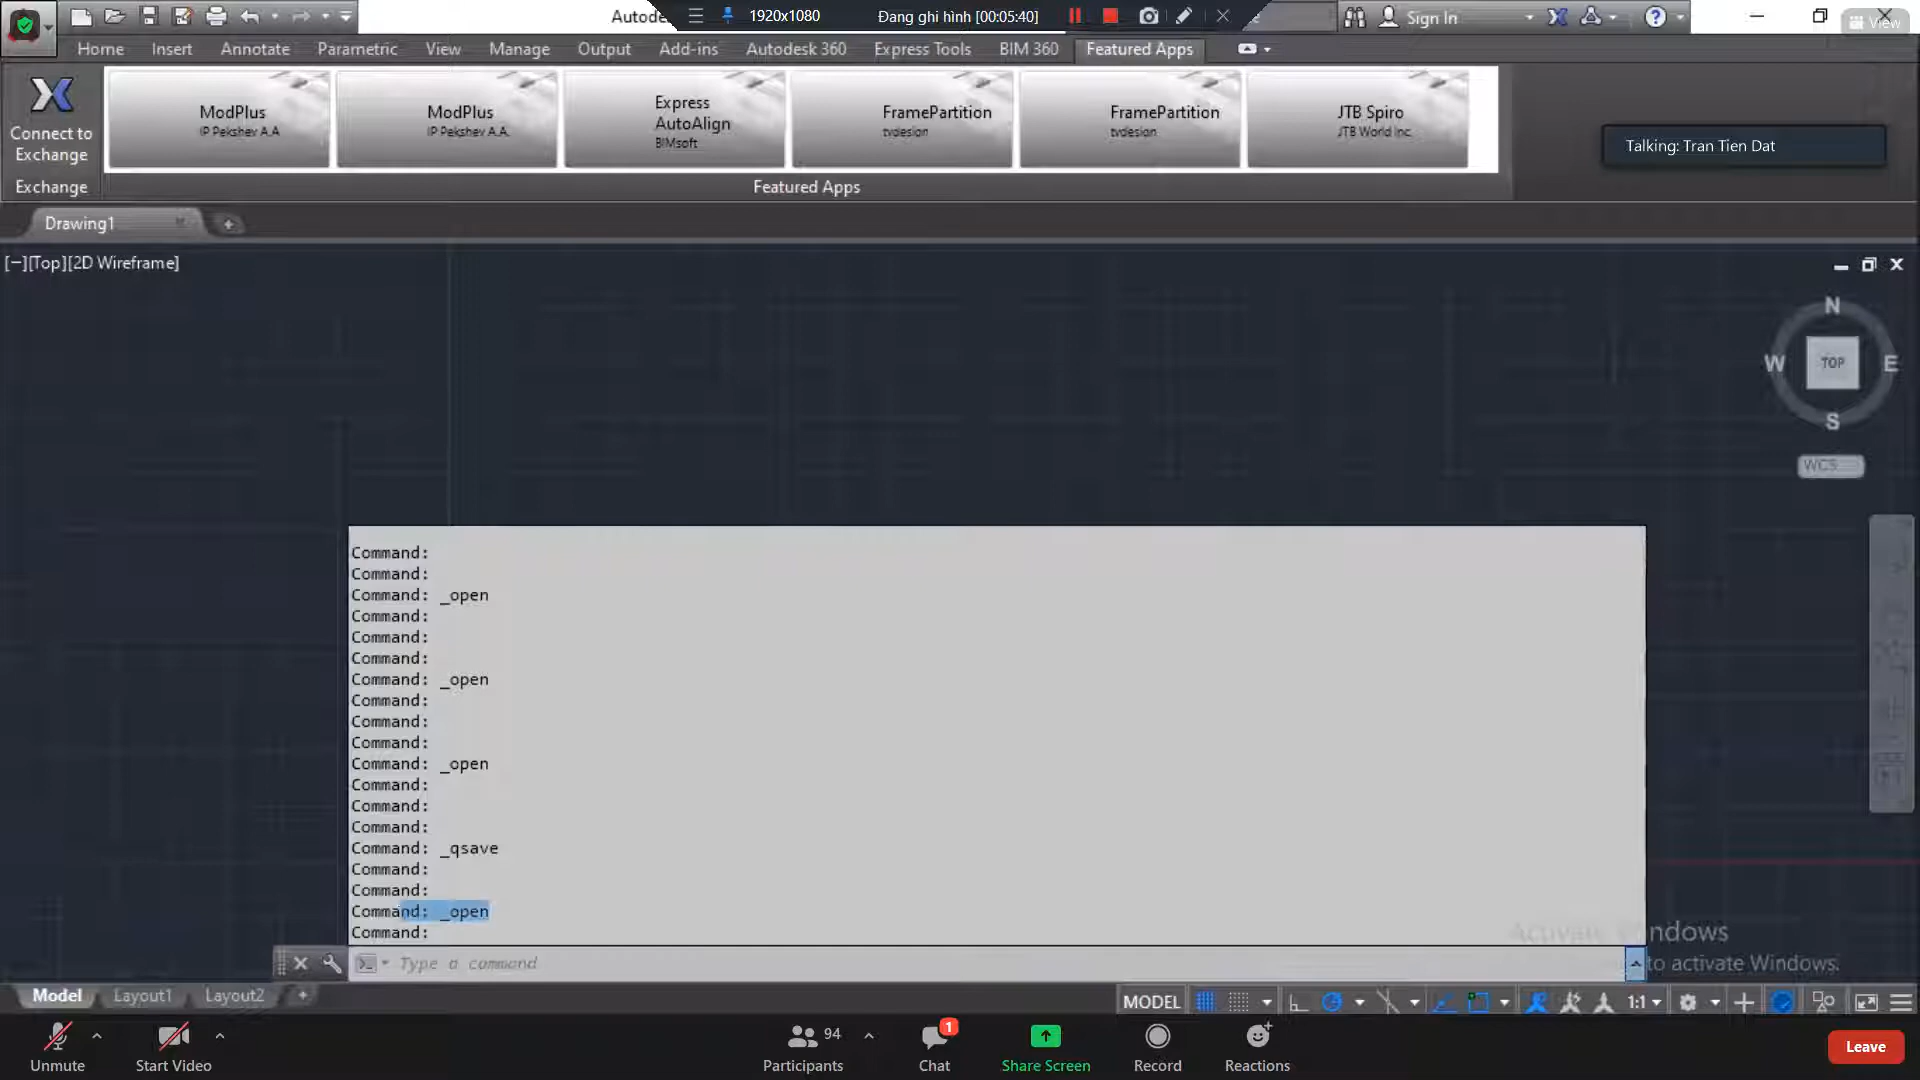 Autode
1920x1080
Đang ghi hình [00:05:40]
Sign In
View
Home Insert Annotate Parametric View Manage Output Add-ins Autodesk 360 Express Tools BIM 360 Featured Apps
Connect to
Exchange
ModPlus
IP Pekshev A.A.
ModPlus
IP Pekshev A.A.
Express
AutoAlign
BIMsoft
FramePartition
tvdesign
FramePartition
tvdesign
JTB Spiro
JTB World Inc.
Talking: Tran Tien Dat
Exchange
Featured Apps
Drawing1
[−][Top][2D Wireframe]
N
W TOP E
S
WCS
Command:
Command:
Command: _open
Command:
Command:
Command:
Command: _open
Command:
Command:
Command:
Command: _open
Command:
Command:
Command:
Command: _qsave
Command:
Command:
Command: _open
Command:
Type a command
Activate Windows
to activate Windows.
Model Layout1 Layout2 +
MODEL 1:1
Unmute
Start Video
94
Participants
1
Chat
Share Screen
Record
Reactions
Leave